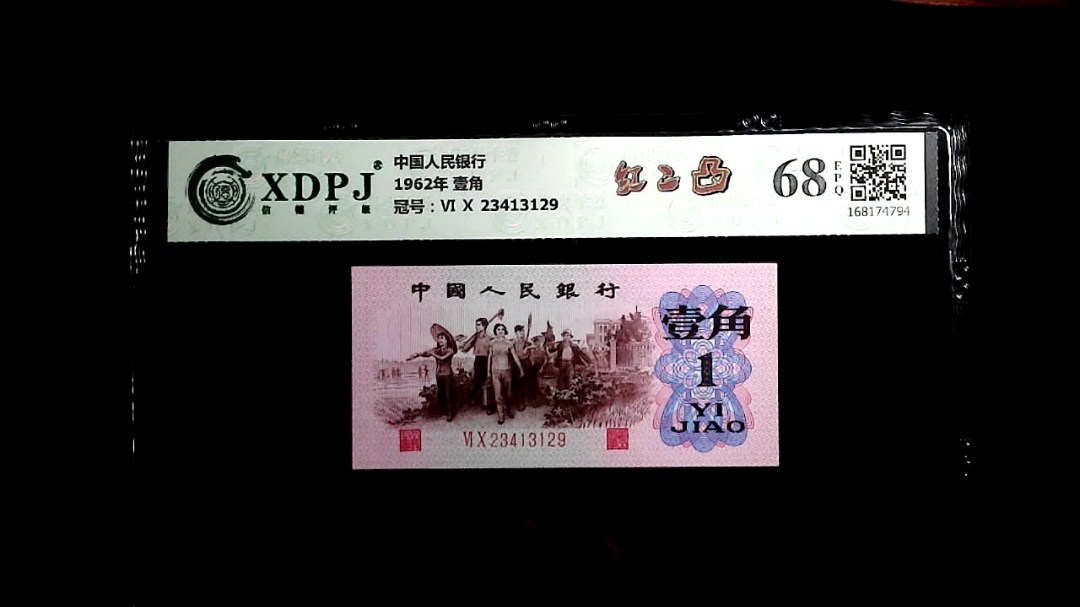 XDPJ®
信德评级
中国人民银行
1962年 壹角
冠号：VI X 23413129
红二凸
68
EPQ
168174794
中國人民銀行
壹角
1
YI
JIAO
VI X 23413129